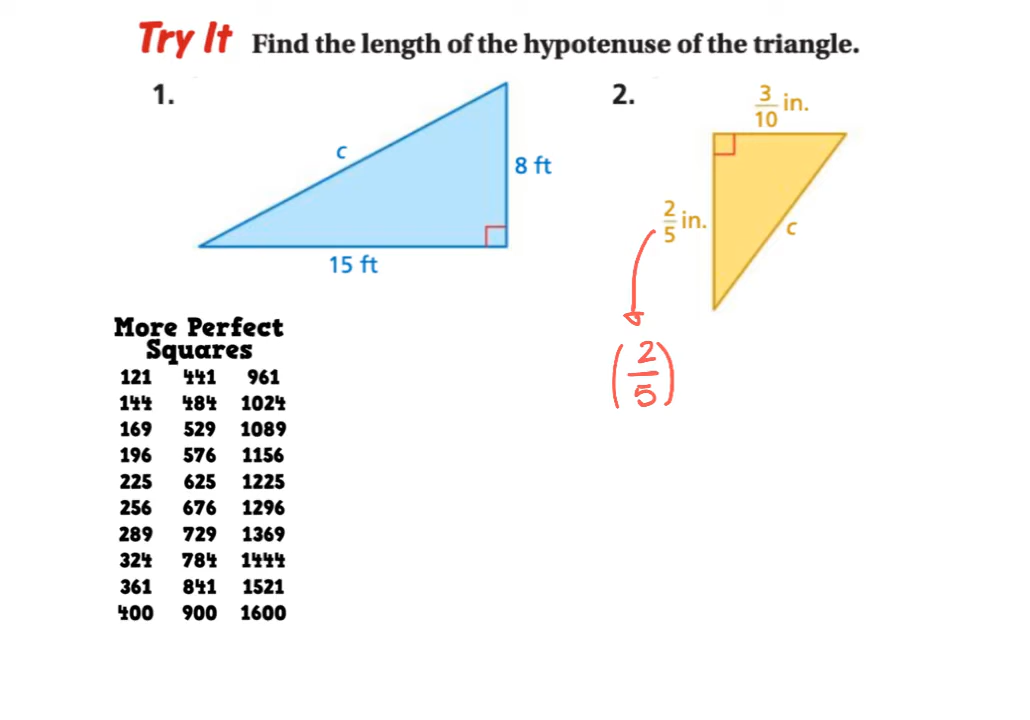 Try It Find the length of the hypotenuse of the triangle.
1.
c
8 ft
15 ft
2.
3/10 in.
2/5 in.
c
(2/5)
More Perfect
Squares
121 441 961
144 484 1024
169 529 1089
196 576 1156
225 625 1225
256 676 1296
289 729 1369
324 784 1444
361 841 1521
400 900 1600